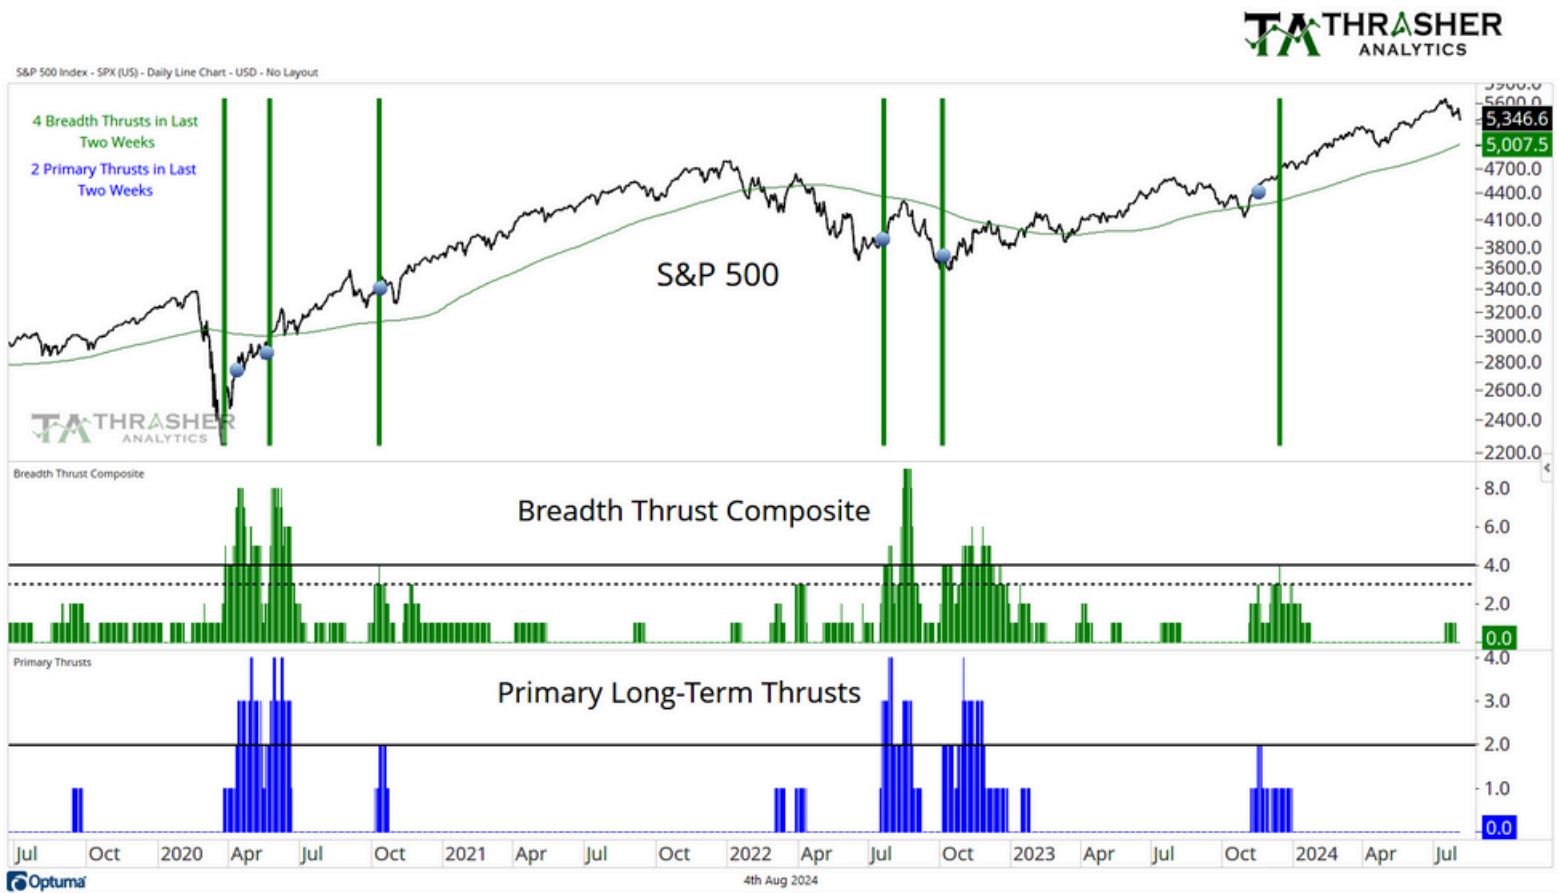 TA THRASHER
ANALYTICS
S&P 500 Index - SPX (US) - Daily Line Chart - USD - No Layout
4 Breadth Thrusts in Last
Two Weeks
2 Primary Thrusts in Last
Two Weeks
S&P 500
TA THRASHER
ANALYTICS
5900.0
5600.0
5,346.6
5,007.5
4700.0
4400.0
4100.0
3800.0
3600.0
3400.0
3200.0
3000.0
2800.0
2600.0
2400.0
2200.0
Breadth Thrust Composite
Breadth Thrust Composite
8.0
6.0
4.0
2.0
0.0
Primary Thrusts
Primary Long-Term Thrusts
4.0
3.0
2.0
1.0
0.0
Jul Oct 2020 Apr Jul Oct 2021 Apr Jul Oct 2022 Apr Jul Oct 2023 Apr Jul Oct 2024 Apr Jul
Optuma
4th Aug 2024